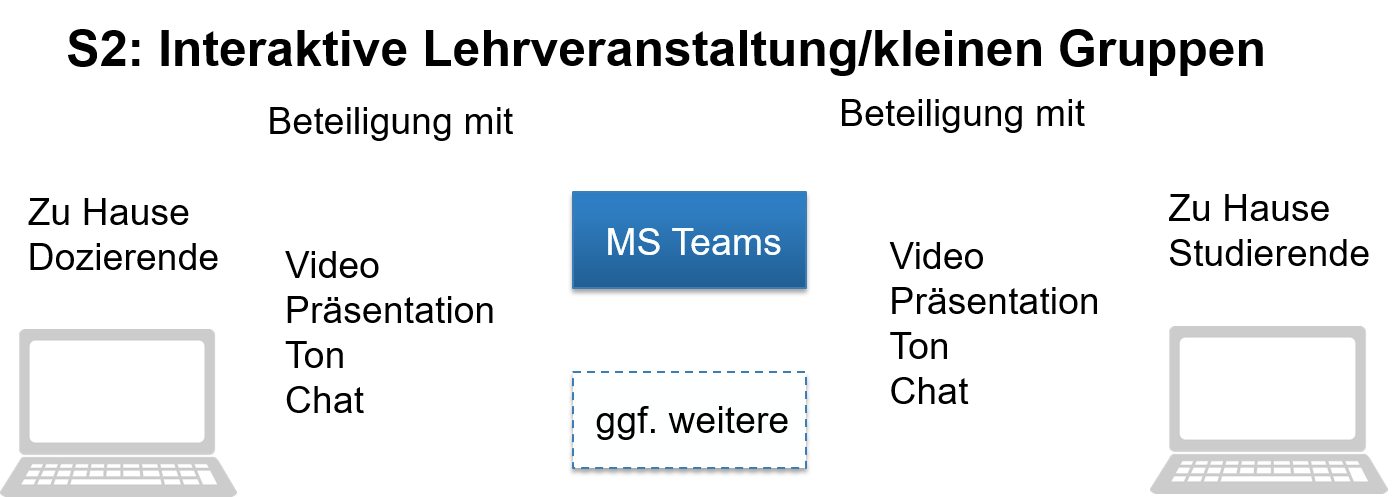 S2: Interaktive Lehrveranstaltung/kleinen Gruppen
Beteiligung mit
Beteiligung mit
Zu Hause
Dozierende
Video
Präsentation
Ton
Chat
MS Teams
ggf. weitere
Video
Präsentation
Ton
Chat
Zu Hause
Studierende